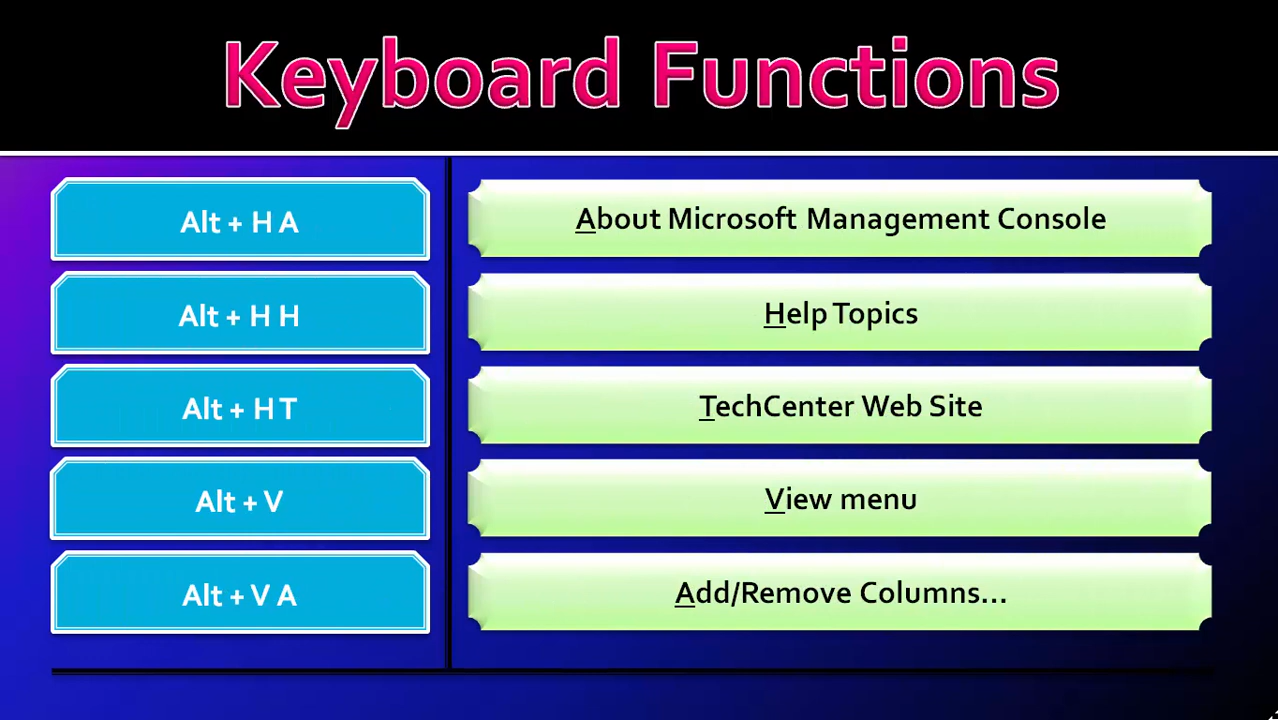 Keyboard Functions
Alt + H A
About Microsoft Management Console
Alt + H H
Help Topics
Alt + H T
TechCenter Web Site
Alt + V
View menu
Alt + V A
Add/Remove Columns...